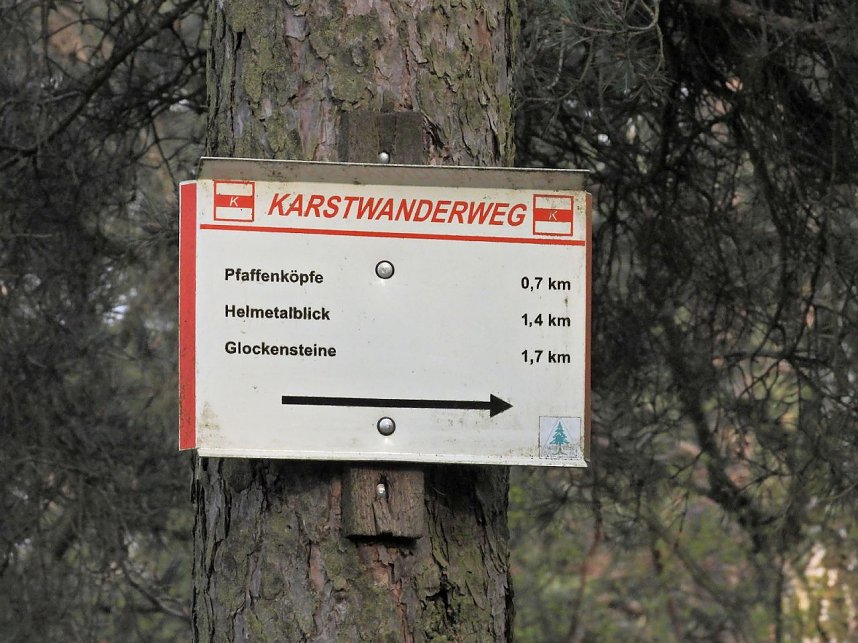 K KARSTWANDERWEG K
Pfaffenköpfe 0,7 km
Helmetalblick 1,4 km
Glockensteine 1,7 km